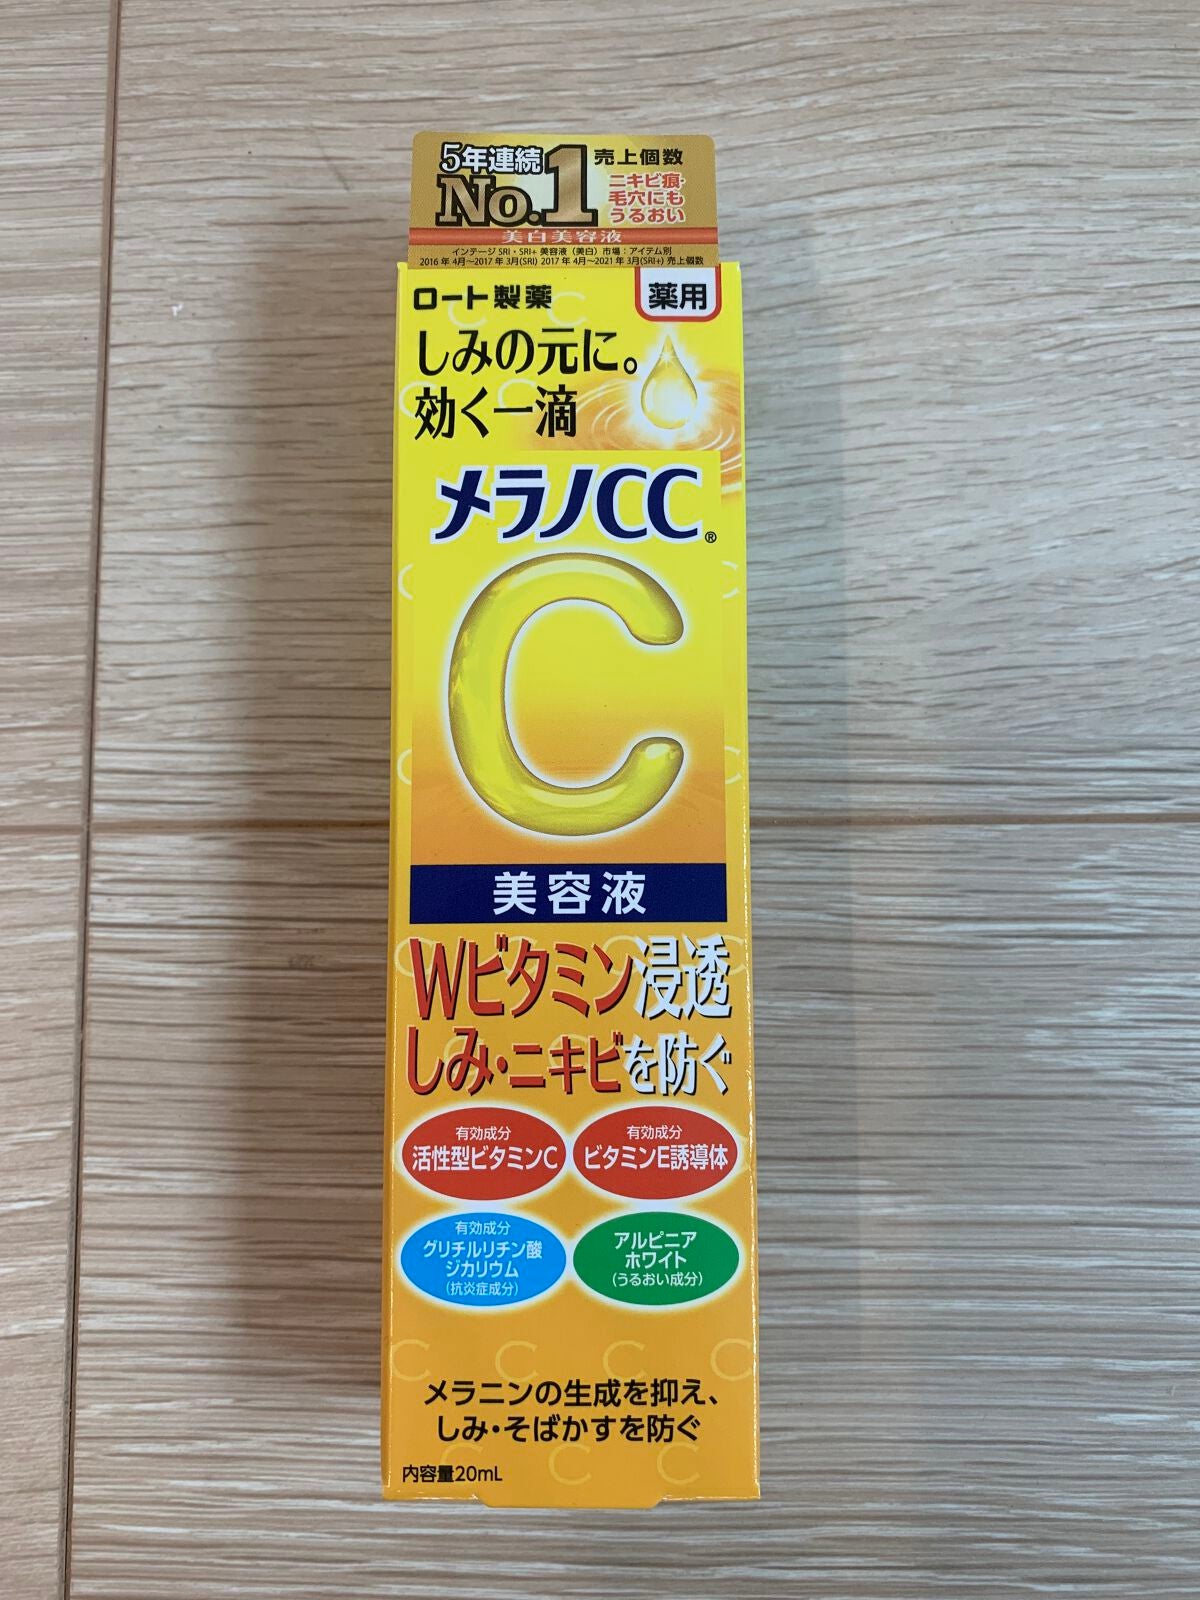 5年連続
No.1
売上個数
ニキビ痕・
毛穴にも
うるおい
美白美容液
インテージ SRI・SRI+ 美容液（美白）市場：アイテム別
2016年4月～2017年3月(SRI) 2017年4月～2021年3月(SRI+) 売上個数
ロート製薬
薬用
しみの元に。
効く一滴
メラノCC®
C
美容液
Wビタミン浸透
しみ・ニキビを防ぐ
有効成分
活性型ビタミンC
有効成分
ビタミンE誘導体
有効成分
グリチルリチン酸
ジカリウム
(抗炎症成分)
アルピニア
ホワイト
(うるおい成分)
メラニンの生成を抑え、
しみ・そばかすを防ぐ
内容量20mL